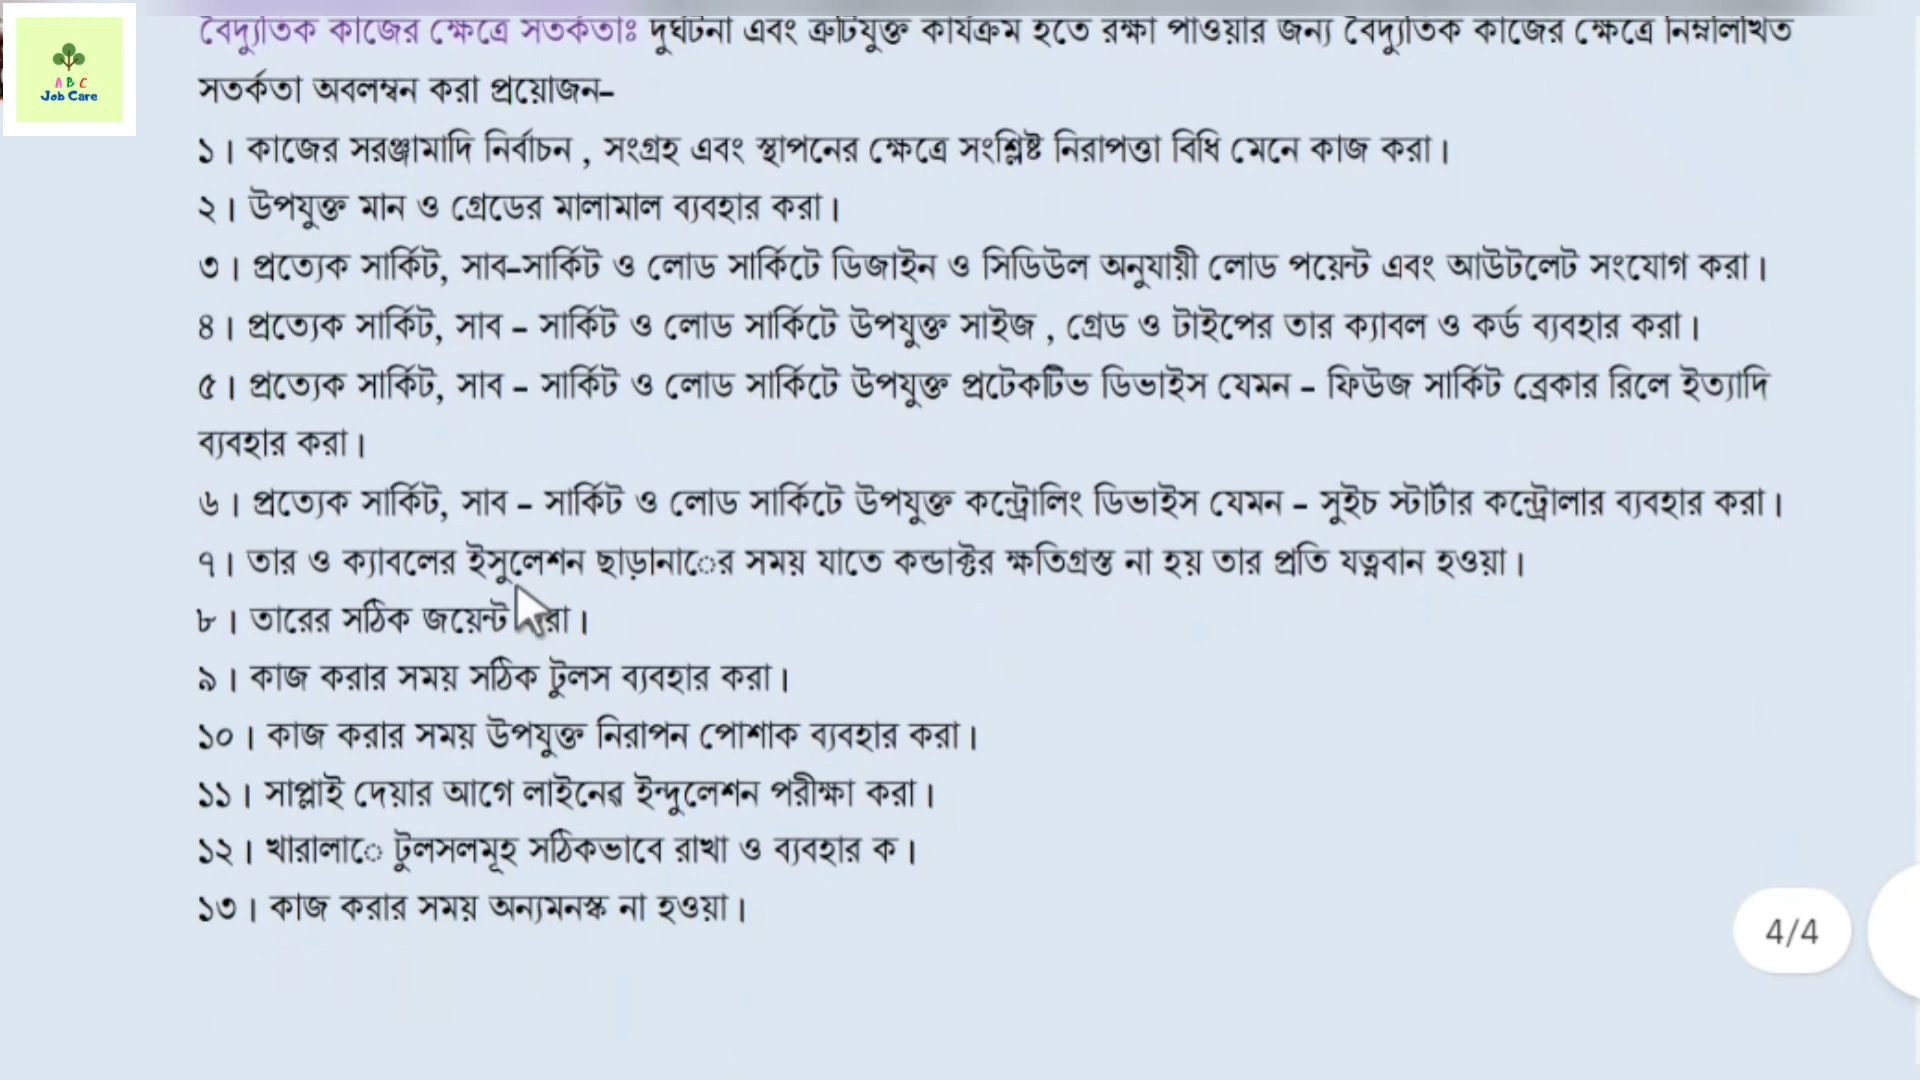 A B C
Job Care
বৈদ্যুতিক কাজের ক্ষেত্রে সতর্কতাঃ দুর্ঘটনা এবং ত্রুটিযুক্ত কার্যক্রম হতে রক্ষা পাওয়ার জন্য বৈদ্যুতিক কাজের ক্ষেত্রে নিম্নলিখিত
সতর্কতা অবলম্বন করা প্রয়োজন–
১। কাজের সরঞ্জামাদি নির্বাচন , সংগ্রহ এবং স্থাপনের ক্ষেত্রে সংশ্লিষ্ট নিরাপত্তা বিধি মেনে কাজ করা।
২। উপযুক্ত মান ও গ্রেডের মালামাল ব্যবহার করা।
৩। প্রত্যেক সার্কিট, সাব–সার্কিট ও লোড সার্কিটে ডিজাইন ও সিডিউল অনুযায়ী লোড পয়েন্ট এবং আউটলেট সংযোগ করা।
৪। প্রত্যেক সার্কিট, সাব – সার্কিট ও লোড সার্কিটে উপযুক্ত সাইজ , গ্রেড ও টাইপের তার ক্যাবল ও কর্ড ব্যবহার করা।
৫। প্রত্যেক সার্কিট, সাব – সার্কিট ও লোড সার্কিটে উপযুক্ত প্রটেকটিভ ডিভাইস যেমন – ফিউজ সার্কিট ব্রেকার রিলে ইত্যাদি
ব্যবহার করা।
৬। প্রত্যেক সার্কিট, সাব – সার্কিট ও লোড সার্কিটে উপযুক্ত কন্ট্রোলিং ডিভাইস যেমন – সুইচ স্টার্টার কন্ট্রোলার ব্যবহার করা।
৭। তার ও ক্যাবলের ইসুলেশন ছাড়ানাের সময় যাতে কন্ডাক্টর ক্ষতিগ্রস্ত না হয় তার প্রতি যত্নবান হওয়া।
৮। তারের সঠিক জয়েন্ট রা।
৯। কাজ করার সময় সঠিক টুলস ব্যবহার করা।
১০। কাজ করার সময় উপযুক্ত নিরাপন পোশাক ব্যবহার করা।
১১। সাপ্লাই দেয়ার আগে লাইনেৱ ইন্দুলেশন পরীক্ষা করা।
১২। খারালাে টুলসলমূহ সঠিকভাবে রাখা ও ব্যবহার ক।
১৩। কাজ করার সময় অন্যমনস্ক না হওয়া।
4/4